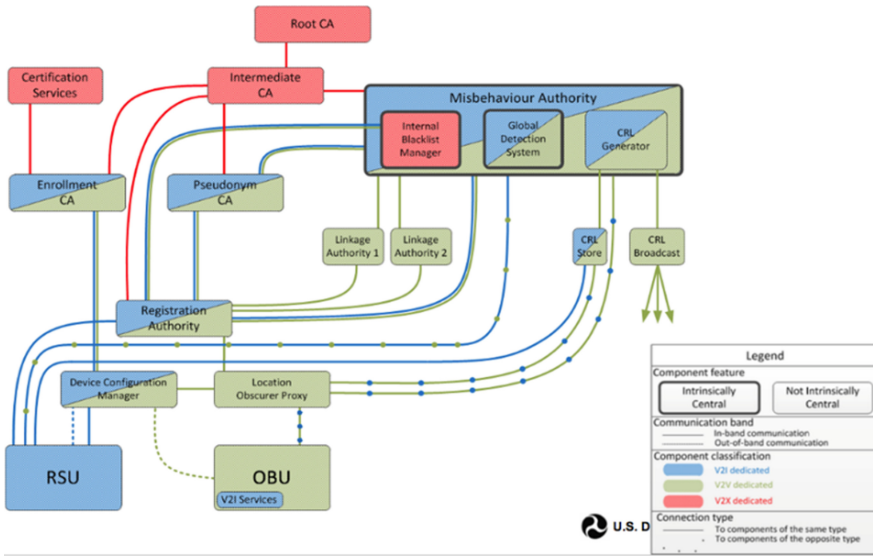 Root CA
Certification
Services
Intermediate
CA
Misbehaviour Authority
Internal
Blacklist
Manager
Global
Detection
System
CRL
Generator
Enrollment
CA
Pseudonym
CA
Linkage
Authority 1
Linkage
Authority 2
CRL
Store
CRL
Broadcast
Registration
Authority
Device Configuration
Manager
Location
Obscurer Proxy
RSU
OBU
V2I Services
Legend
Component feature
Intrinsically
Central
Not Intrinsically
Central
Communication band
In-band communication
Out-of-band communication
Component classification
V2I dedicated
V2V dedicated
V2X dedicated
Connection type
To components of the same type
To components of the opposite type
U.S. D